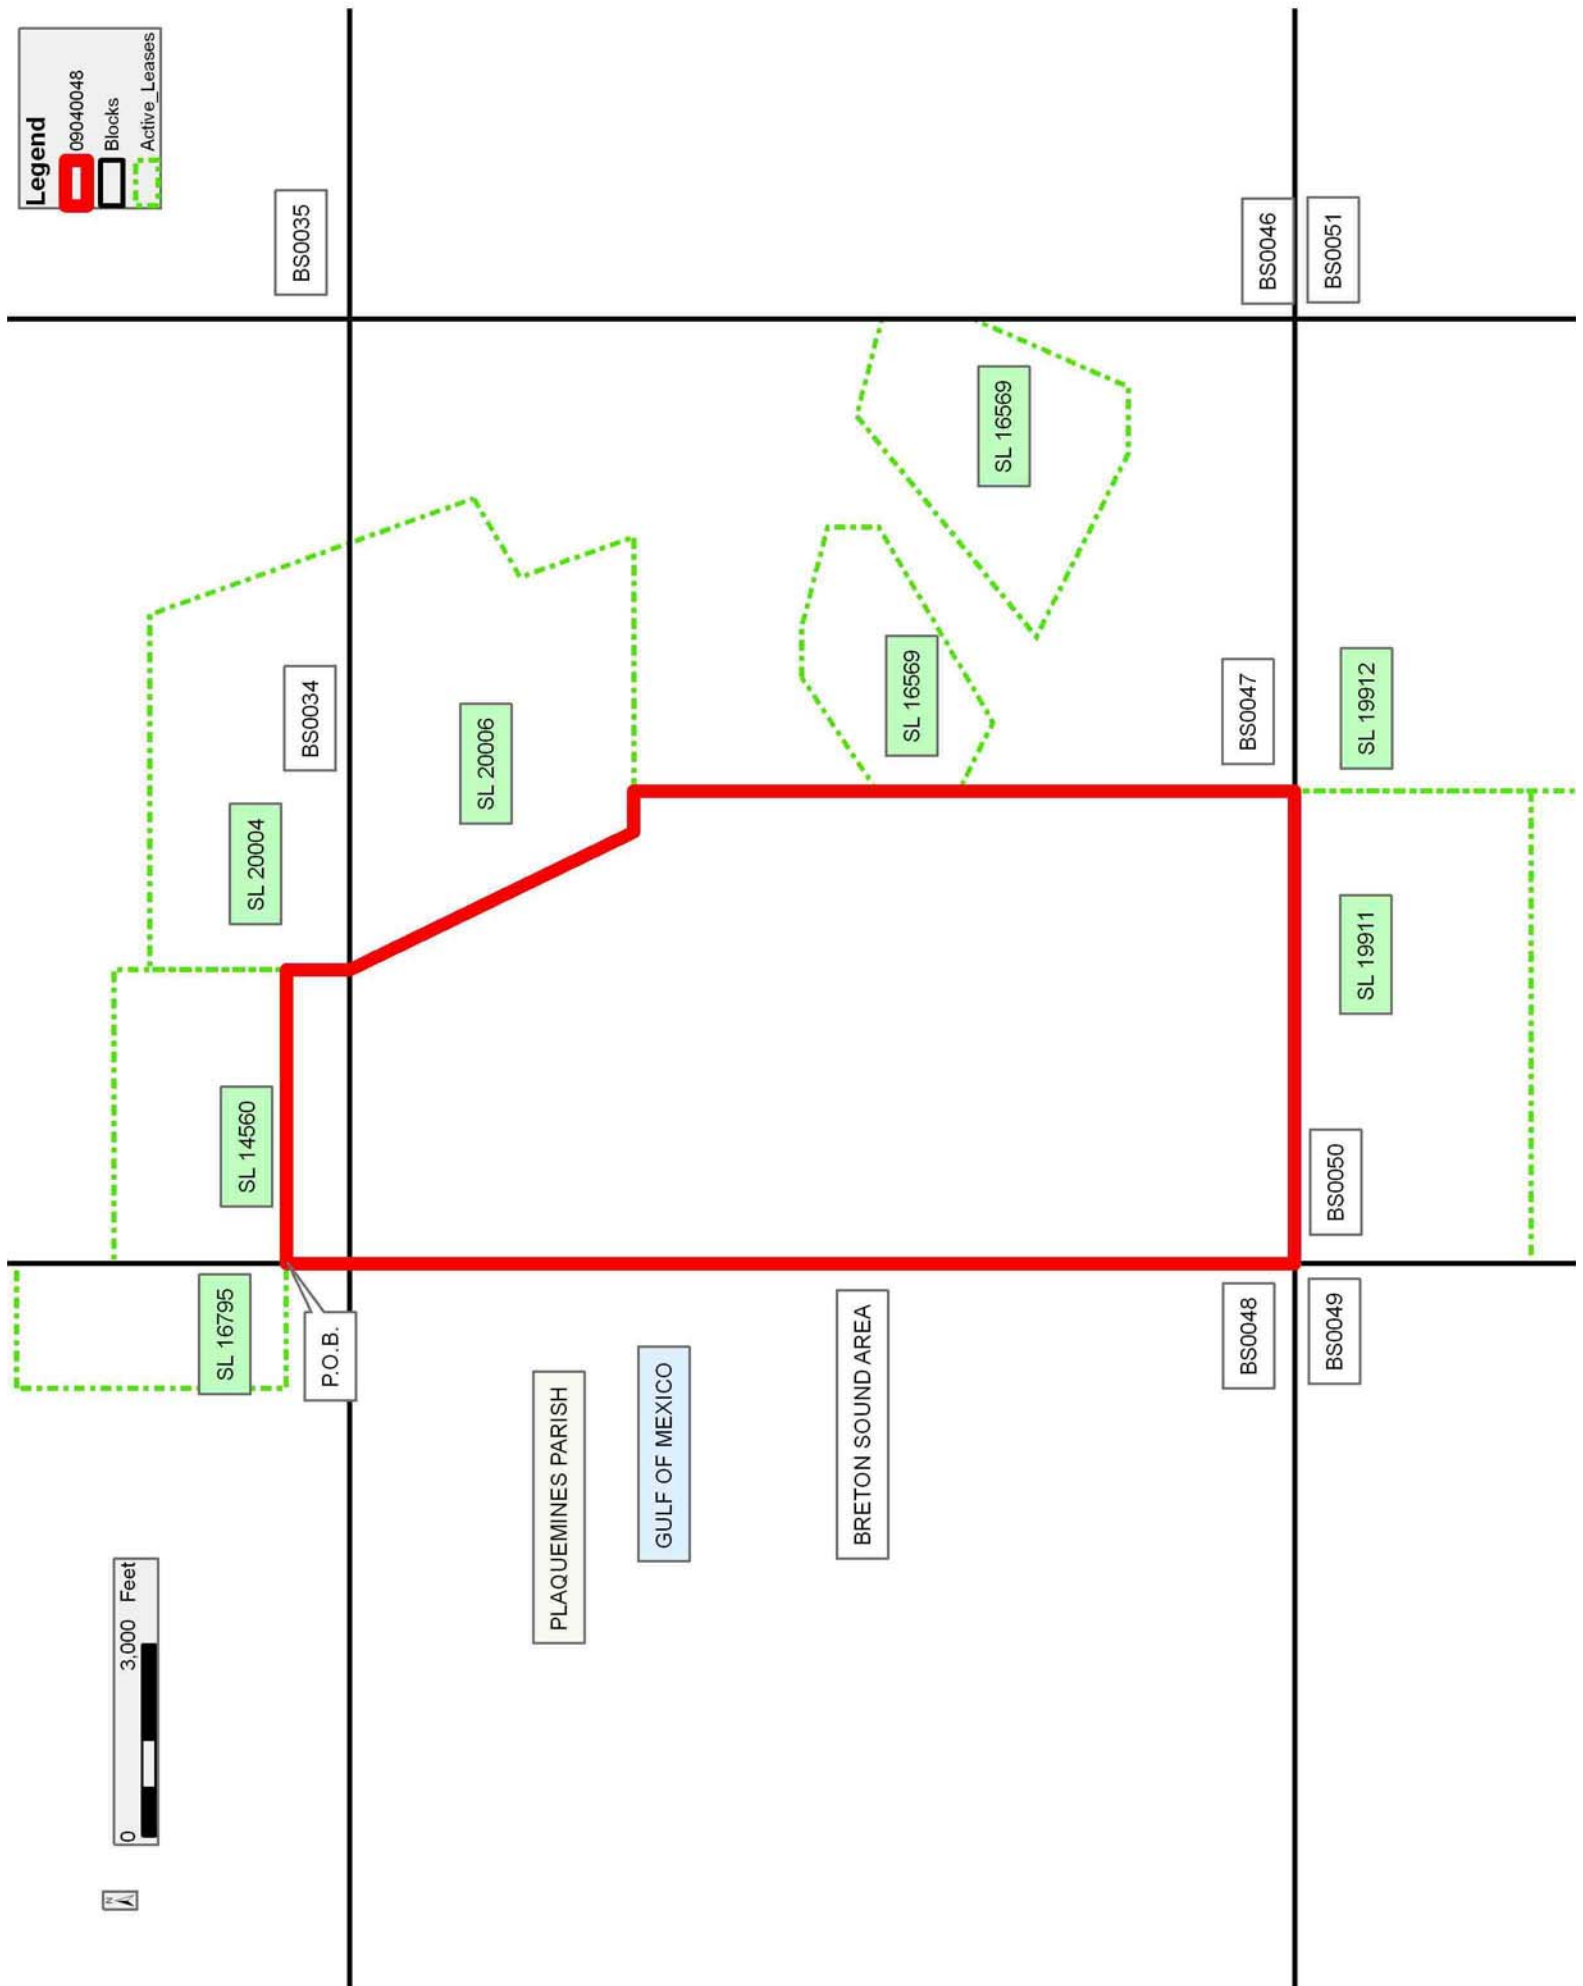 N
0
3,000 Feet
Legend
09040048
Blocks
Active_Leases
SL 16795
SL 14560
SL 20004
P.O.B.
BS0034
BS0035
SL 20006
PLAQUEMINES PARISH
GULF OF MEXICO
BRETON SOUND AREA
SL 16569
SL 16569
BS0048
BS0047
BS0046
BS0049
BS0050
BS0051
SL 19911
SL 19912